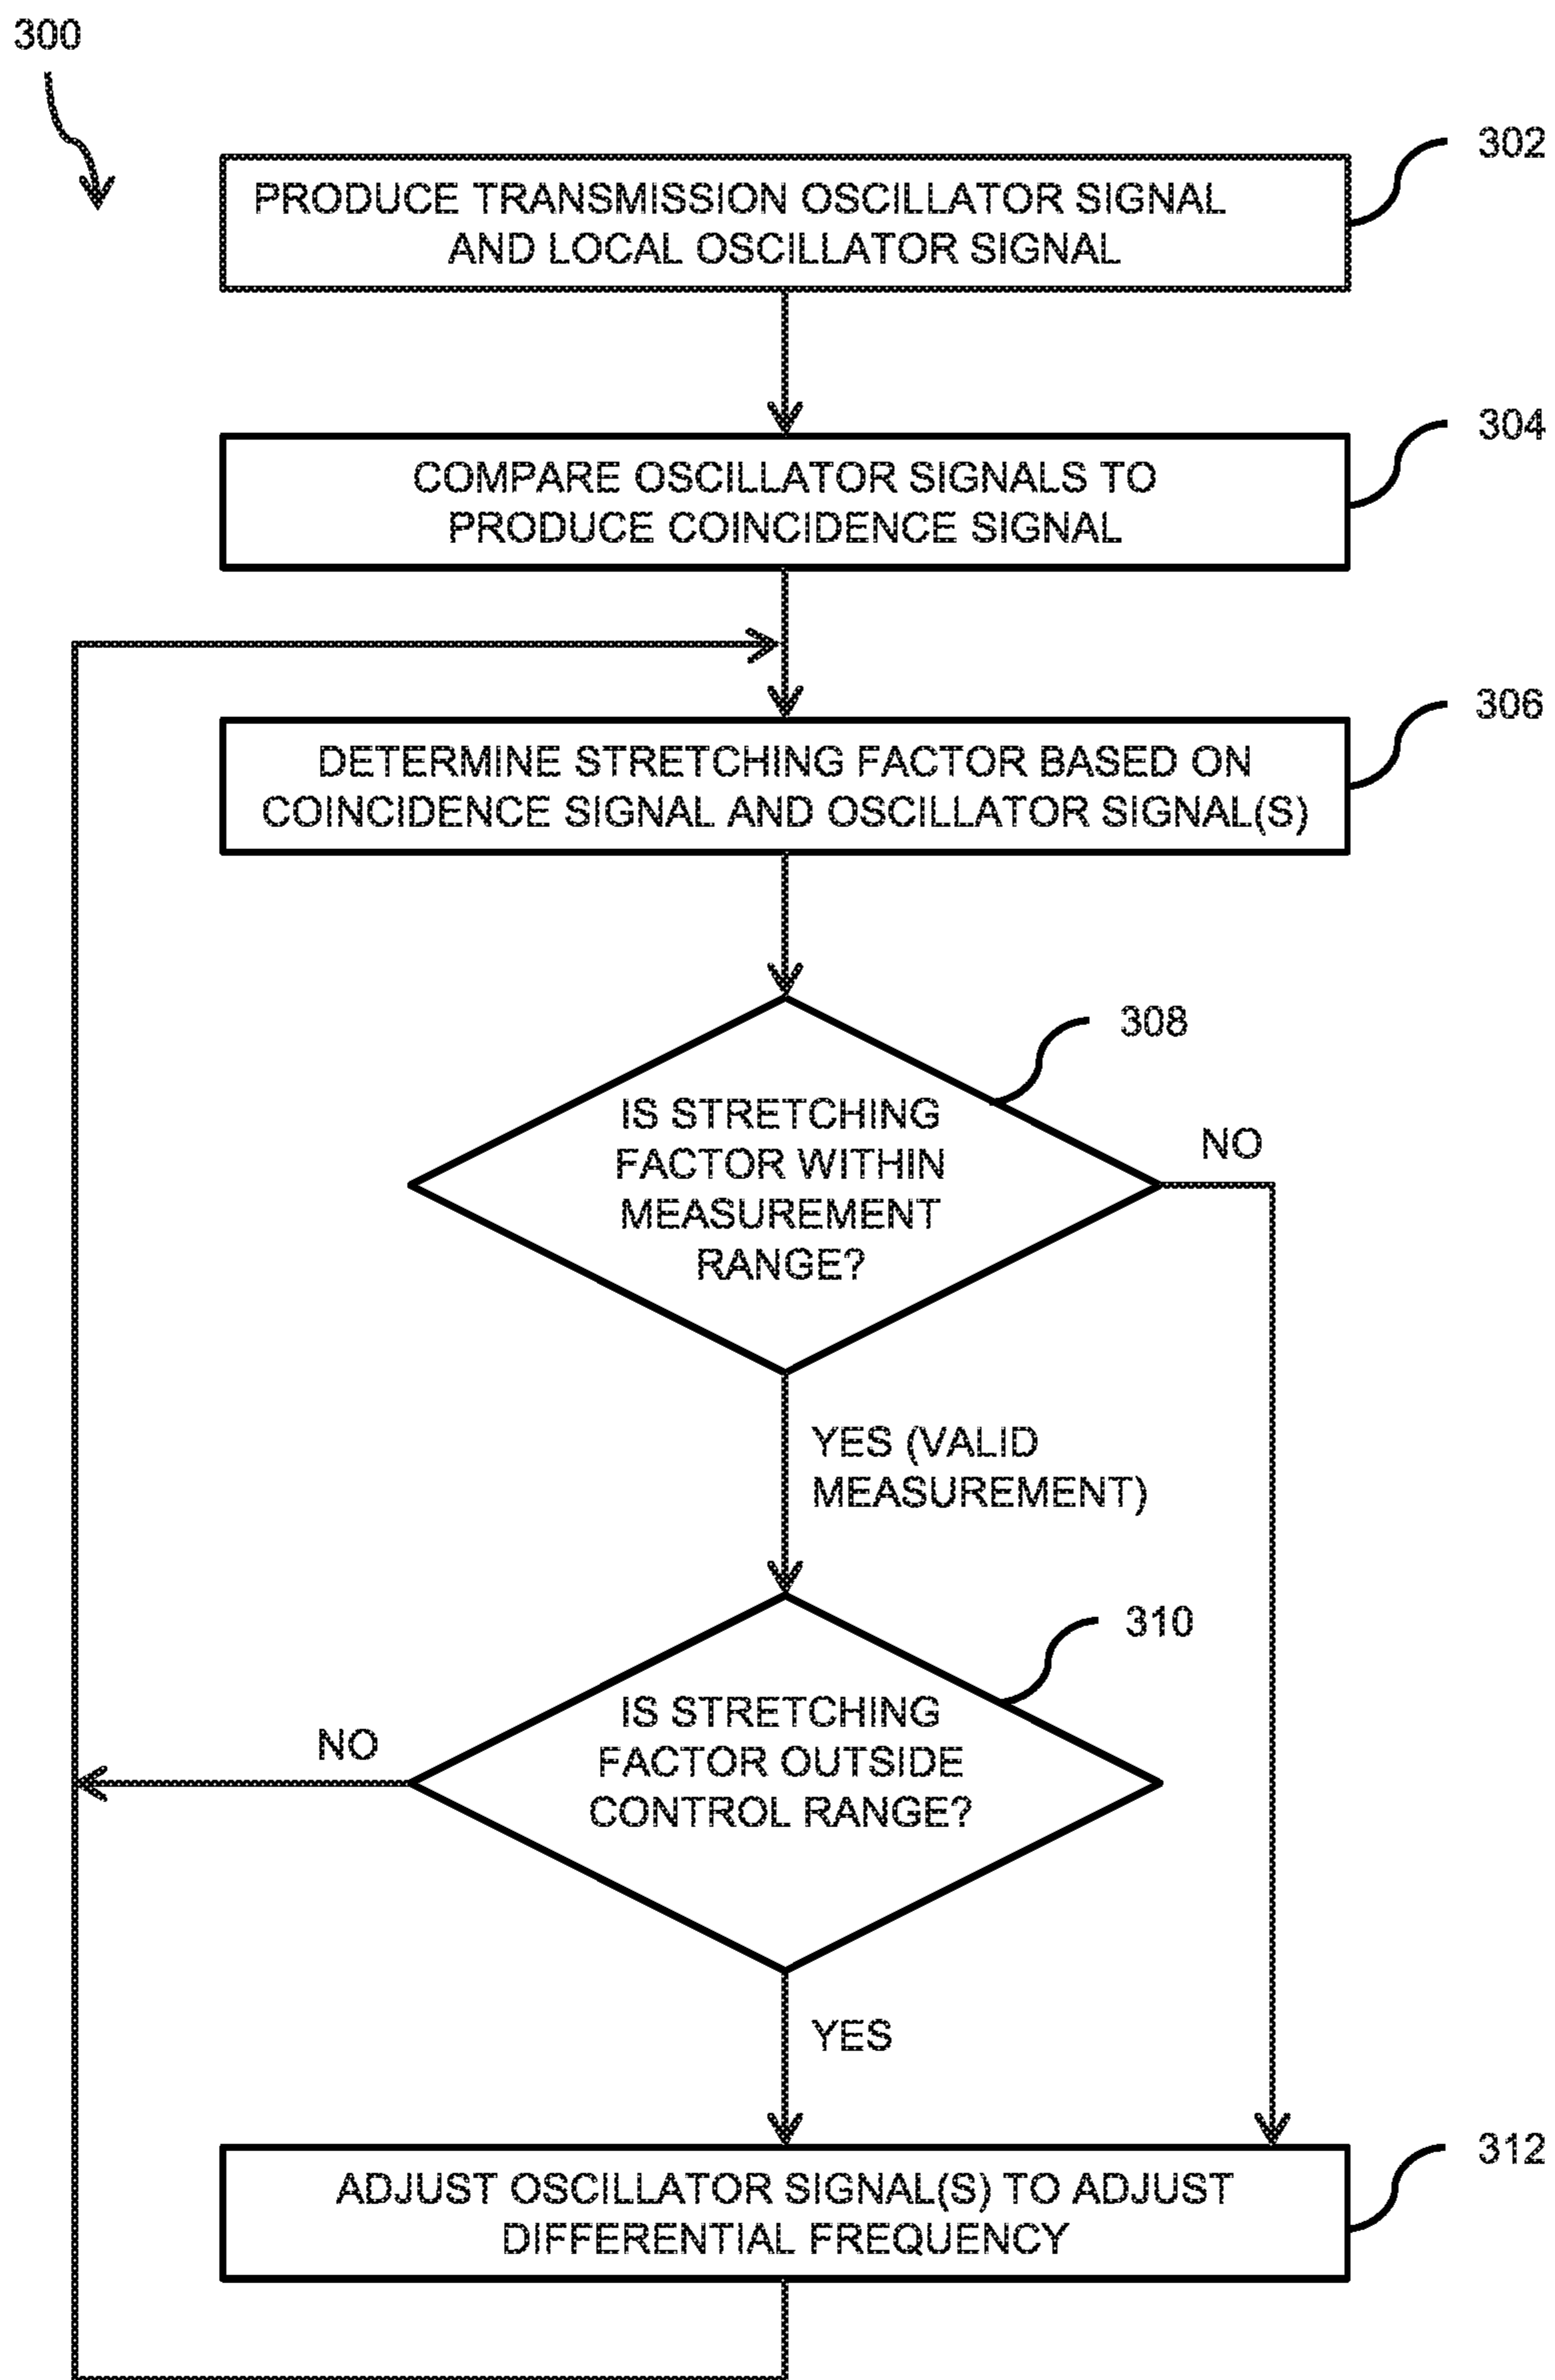 300
302
PRODUCE TRANSMISSION OSCILLATOR SIGNAL
AND LOCAL OSCILLATOR SIGNAL
304
COMPARE OSCILLATOR SIGNALS TO
PRODUCE COINCIDENCE SIGNAL
306
DETERMINE STRETCHING FACTOR BASED ON
COINCIDENCE SIGNAL AND OSCILLATOR SIGNAL(S)
308
IS STRETCHING
FACTOR WITHIN
MEASUREMENT
RANGE?
NO
YES (VALID
MEASUREMENT)
310
IS STRETCHING
FACTOR OUTSIDE
CONTROL RANGE?
NO
YES
312
ADJUST OSCILLATOR SIGNAL(S) TO ADJUST
DIFFERENTIAL FREQUENCY